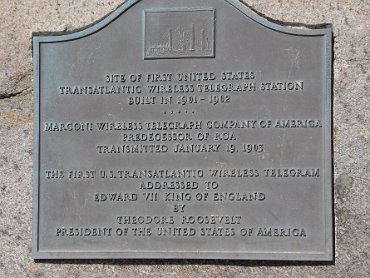 SITE OF FIRST UNITED STATES
TRANSATLANTIC WIRELESS TELEGRAPH STATION
BUILT IN 1901-1902
.....
MARCONI WIRELESS TELEGRAPH COMPANY OF AMERICA
PREDECESSOR OF RCA
TRANSMITTED JANUARY 19, 1903
THE FIRST U.S. TRANSATLANTIC WIRELESS TELEGRAM
ADDRESSED TO
EDWARD VII KING OF ENGLAND
BY
THEODORE ROOSEVELT
PRESIDENT OF THE UNITED STATES OF AMERICA